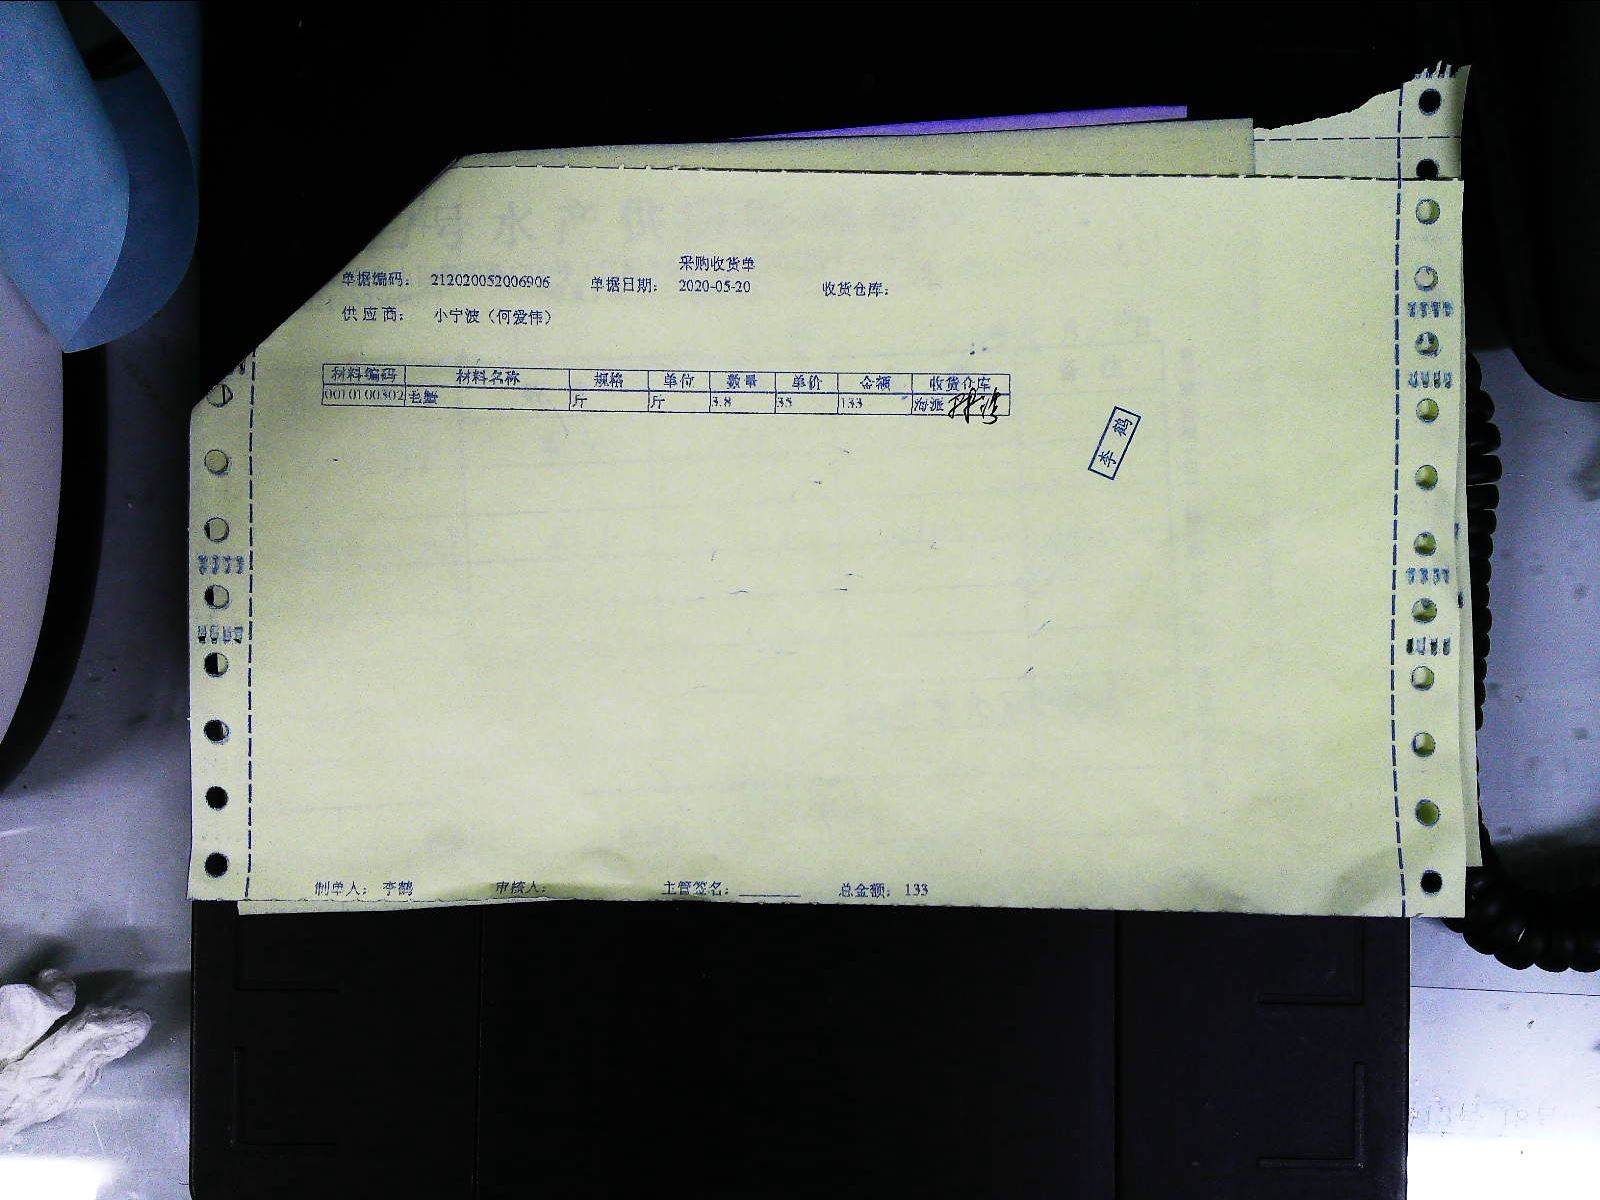 采购收货单
单据编码： 212020052006906 单据日期： 2020-05-20 收货仓库：
供应商： 小宁波（何爱伟）
材料编码 材料名称 规格 单位 数量 单价 金额 收货仓库
0010100302 毛蟹 斤 斤 3.8 35 133 海派
李鹤
制单人： 李鹤 审核人： 主管签名：________ 总金额： 133